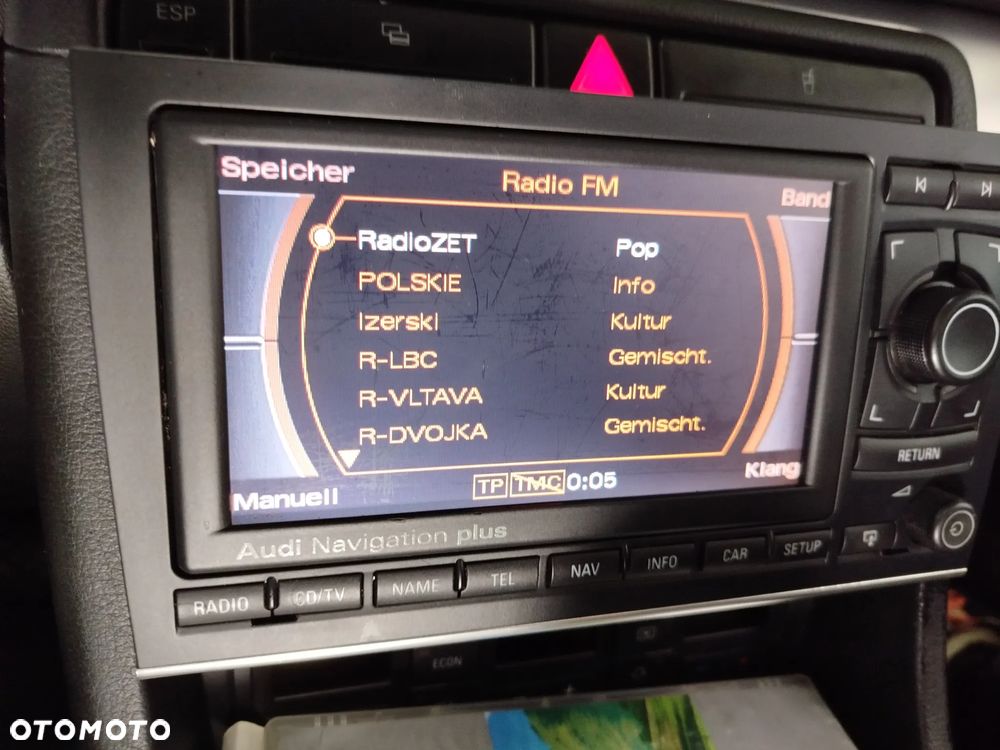 ESP
Speicher
Radio FM
Band
RadioZET Pop
POLSKIE Info
Izerski Kultur
R-LBC Gemischt.
R-VLTAVA Kultur
R-DVOJKA Gemischt.
Manuell
TP TMC 0:05
Klang
RETURN
Audi Navigation plus
RADIO CD/TV NAME TEL NAV INFO CAR SETUP
ECON
OTOMOTO